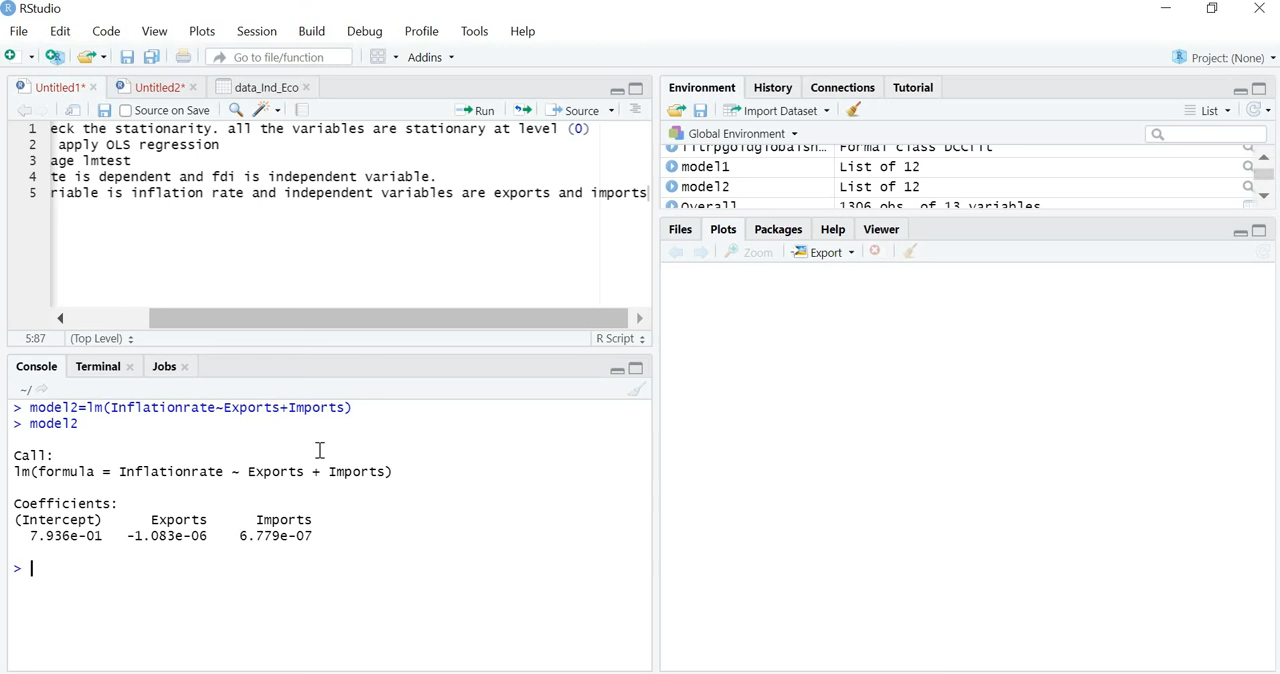 RStudio
File Edit Code View Plots Session Build Debug Profile Tools Help
Go to file/function Addins Project: (None)
Untitled1* Untitled2* data_Ind_Eco
Source on Save Run Source
1 eck the stationarity. all the variables are stationary at level (0)
2 apply OLS regression
3 age lmtest
4 te is dependent and fdi is independent variable.
5 riable is inflation rate and independent variables are exports and imports
5:87 (Top Level) R Script
Console Terminal Jobs
~/
> model2=lm(Inflationrate~Exports+Imports)
> model2
Call:
lm(formula = Inflationrate ~ Exports + Imports)
Coefficients:
(Intercept) Exports Imports
7.936e-01 -1.083e-06 6.779e-07
>
Environment History Connections Tutorial
Import Dataset List
Global Environment
model1 List of 12
model2 List of 12
Overall 1306 obs. of 13 variables
Files Plots Packages Help Viewer
Zoom Export